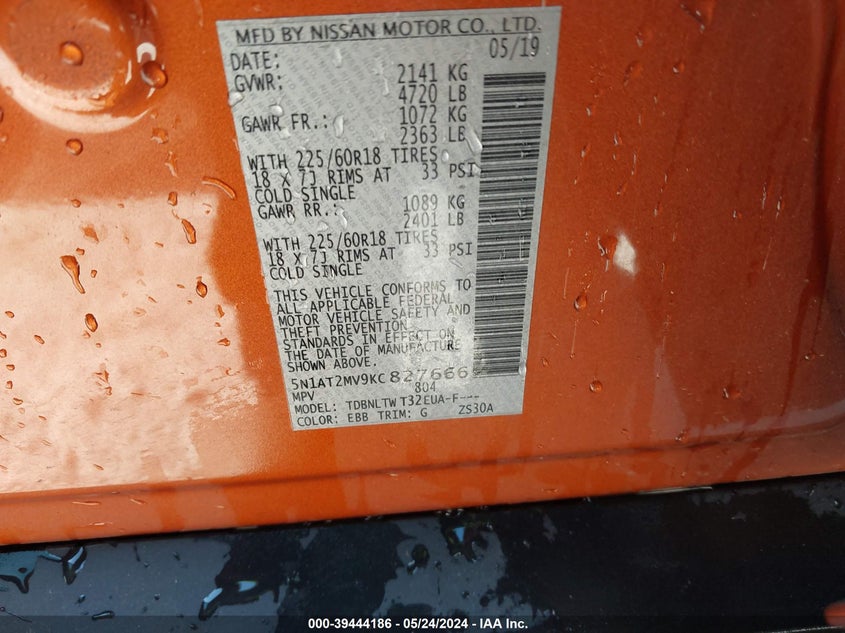 MFD BY NISSAN MOTOR CO., LTD.
DATE: 05/19
GVWR: 2141 KG
4720 LB
GAWR FR.: 1072 KG
2363 LB
WITH 225/60R18 TIRES
18 X 7J RIMS AT 33 PSI
COLD SINGLE
GAWR RR.: 1089 KG
2401 LB
WITH 225/60R18 TIRES
18 X 7J RIMS AT 33 PSI
COLD SINGLE
THIS VEHICLE CONFORMS TO
ALL APPLICABLE FEDERAL
MOTOR VEHICLE SAFETY AND
THEFT PREVENTION
STANDARDS IN EFFECT ON
THE DATE OF MANUFACTURE
SHOWN ABOVE.
5N1AT2MV9KC827666
MPV 804
MODEL: TDBNLTW T32EUA-F---
COLOR: EBB TRIM: G ZS30A
000-39444186 - 05/24/2024 - IAA Inc.